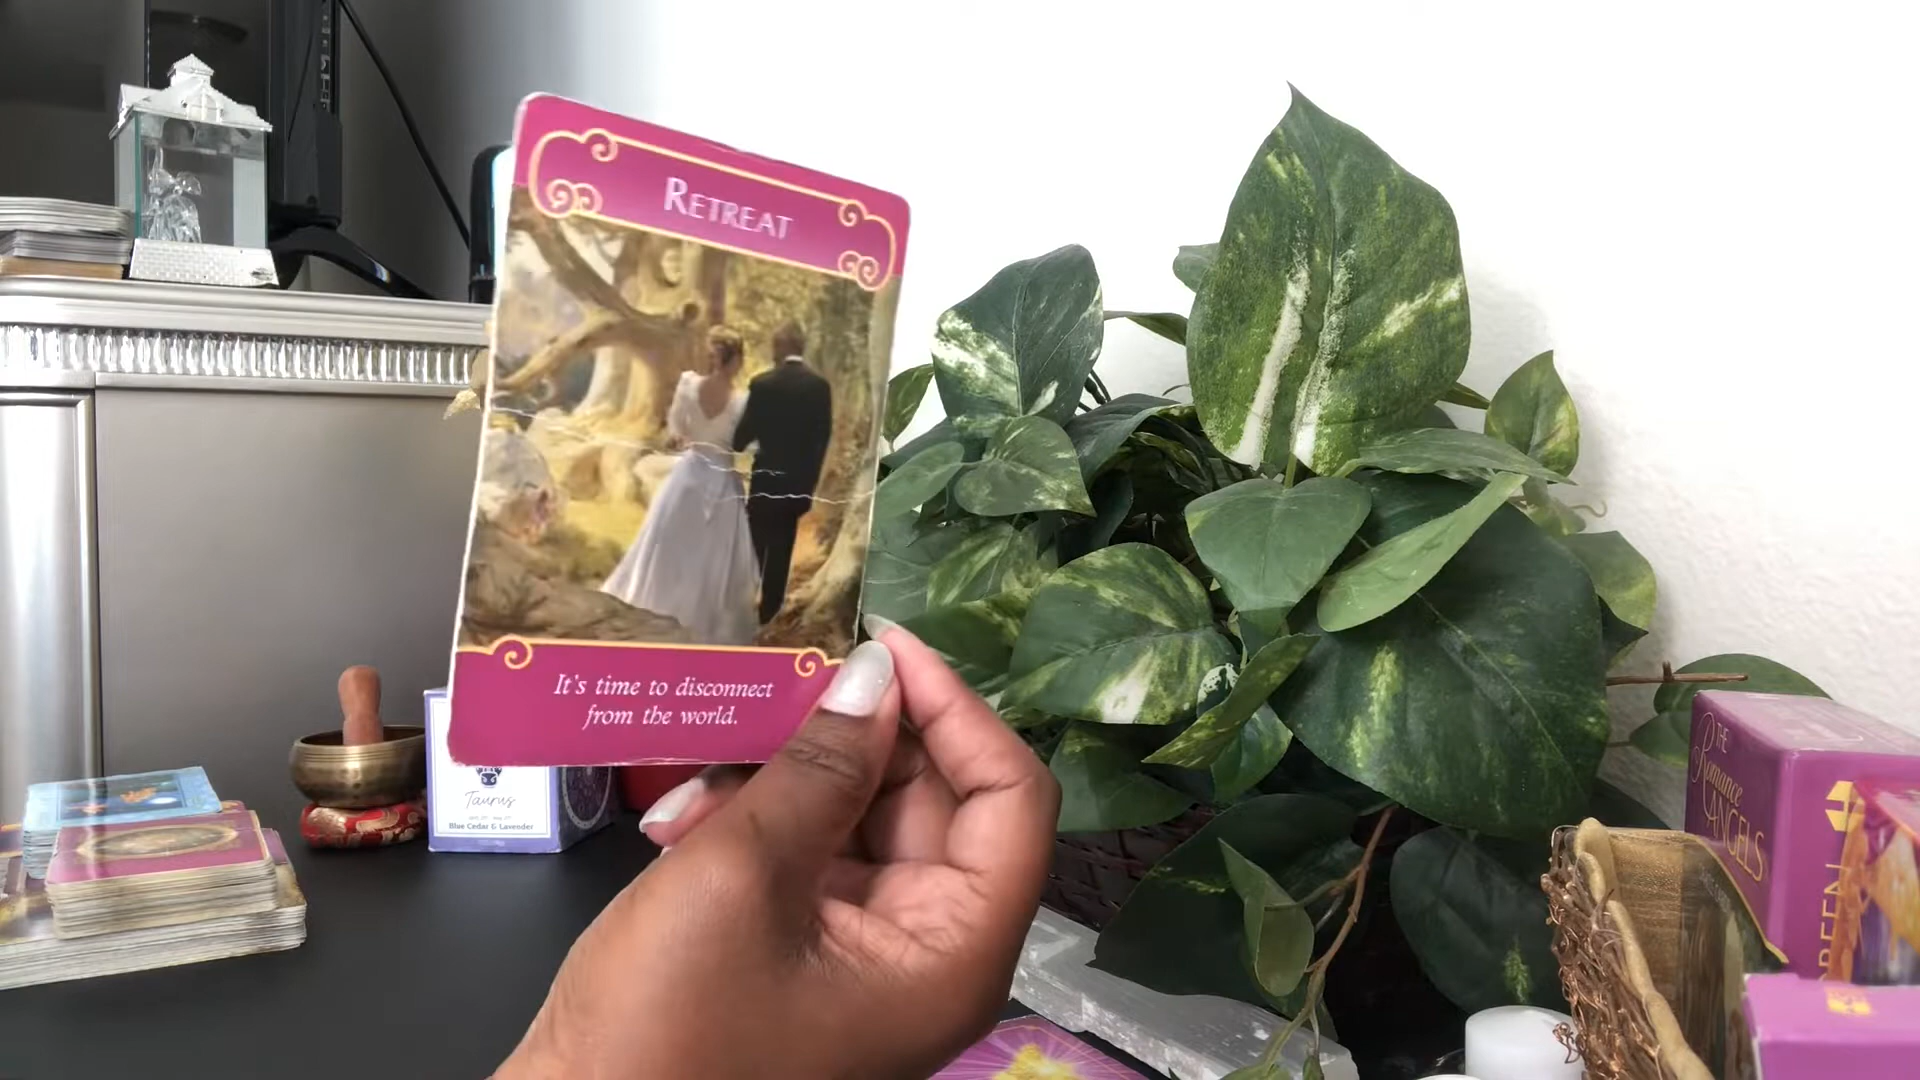 RETREAT
It's time to disconnect
from the world.
Taurus
Blue Cedar & Lavender
THE
Romance
ANGELS